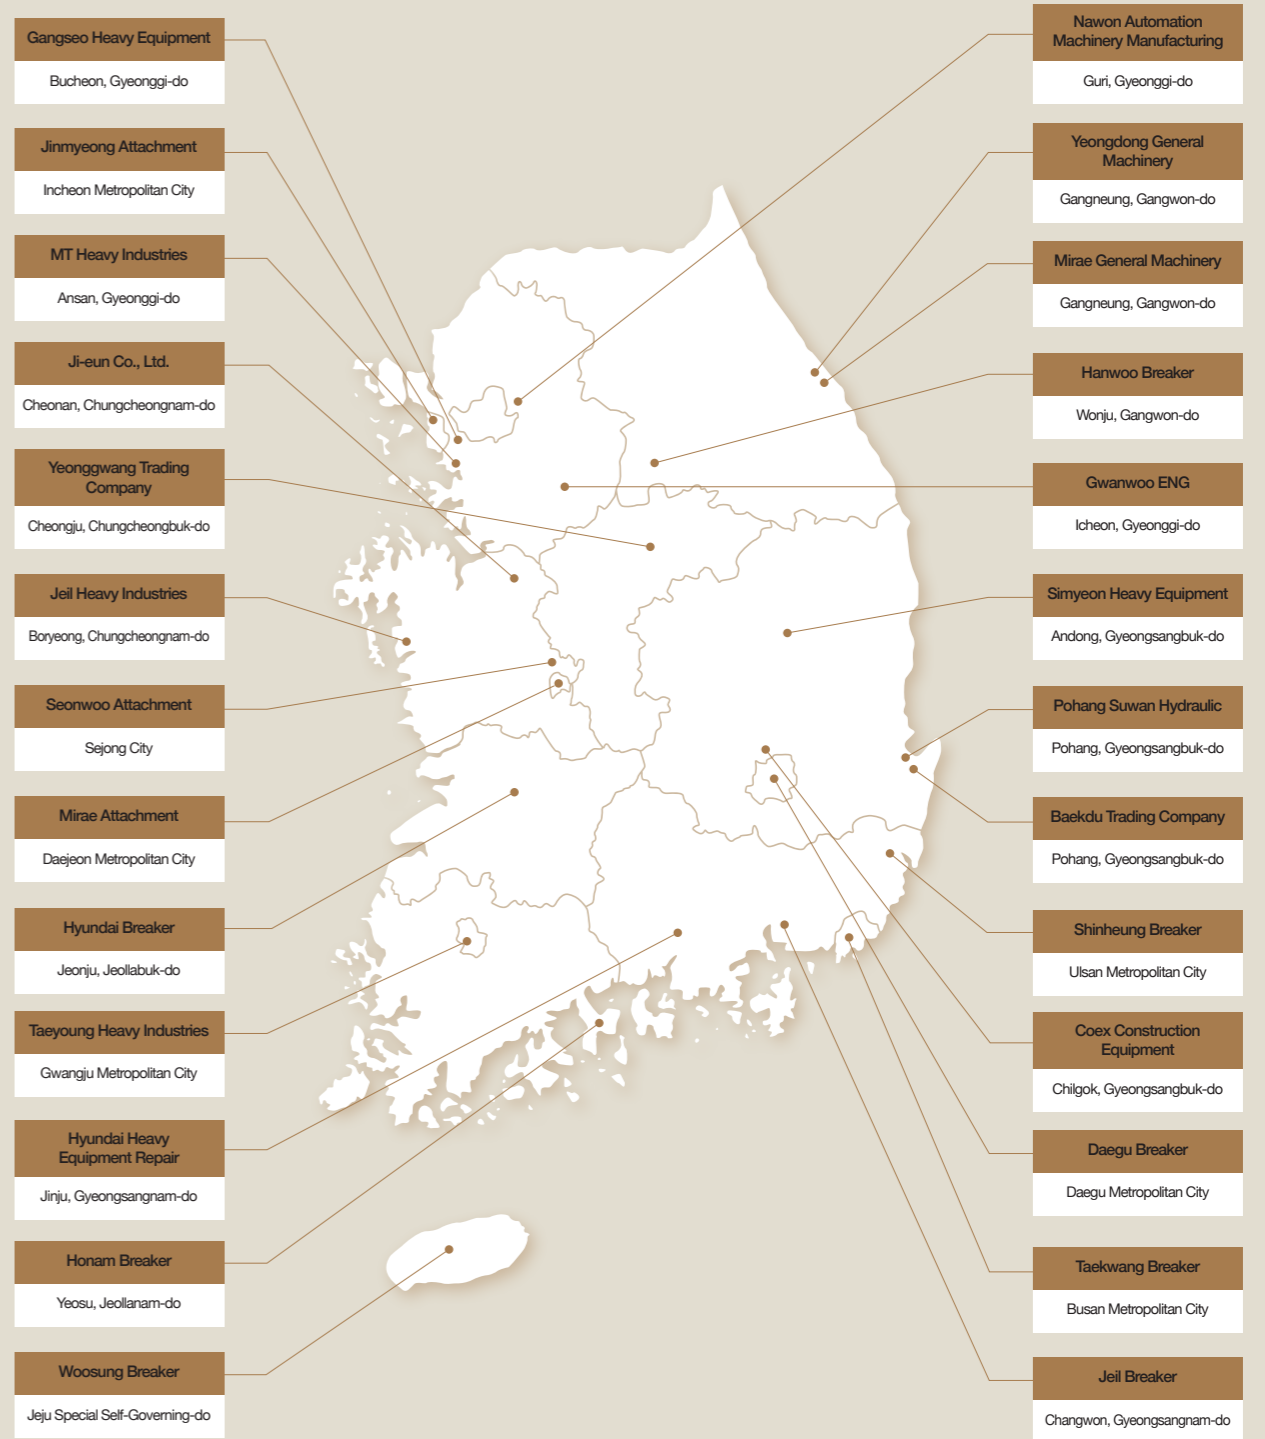 Gangseo Heavy Equipment
Bucheon, Gyeonggi-do
Jinmyeong Attachment
Incheon Metropolitan City
MT Heavy Industries
Ansan, Gyeonggi-do
Ji-eun Co., Ltd.
Cheonan, Chungcheongnam-do
Yeonggwang Trading
Company
Cheongju, Chungcheongbuk-do
Jeil Heavy Industries
Boryeong, Chungcheongnam-do
Seonwoo Attachment
Sejong City
Mirae Attachment
Daejeon Metropolitan City
Hyundai Breaker
Jeonju, Jeollabuk-do
Taeyoung Heavy Industries
Gwangju Metropolitan City
Hyundai Heavy
Equipment Repair
Jinju, Gyeongsangnam-do
Honam Breaker
Yeosu, Jeollanam-do
Woosung Breaker
Jeju Special Self-Governing-do
Nawon Automation
Machinery Manufacturing
Guri, Gyeonggi-do
Yeongdong General
Machinery
Gangneung, Gangwon-do
Mirae General Machinery
Gangneung, Gangwon-do
Hanwoo Breaker
Wonju, Gangwon-do
Gwanwoo ENG
Icheon, Gyeonggi-do
Simyeon Heavy Equipment
Andong, Gyeongsangbuk-do
Pohang Suwan Hydraulic
Pohang, Gyeongsangbuk-do
Baekdu Trading Company
Pohang, Gyeongsangbuk-do
Shinheung Breaker
Ulsan Metropolitan City
Coex Construction
Equipment
Chilgok, Gyeongsangbuk-do
Daegu Breaker
Daegu Metropolitan City
Taekwang Breaker
Busan Metropolitan City
Jeil Breaker
Changwon, Gyeongsangnam-do